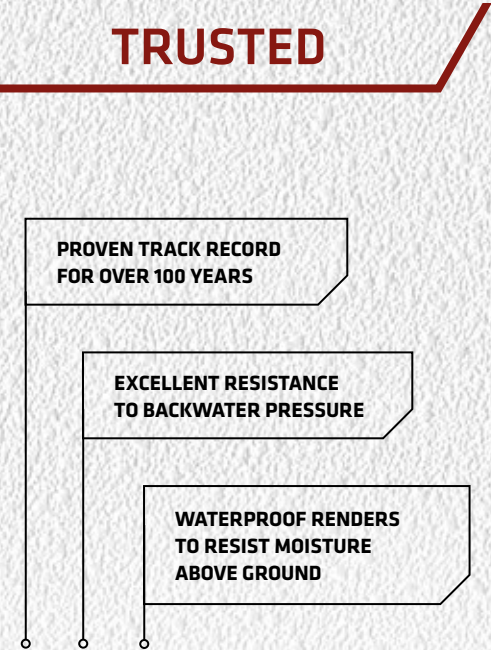 TRUSTED
PROVEN TRACK RECORD
FOR OVER 100 YEARS
EXCELLENT RESISTANCE
TO BACKWATER PRESSURE
WATERPROOF RENDERS
TO RESIST MOISTURE
ABOVE GROUND